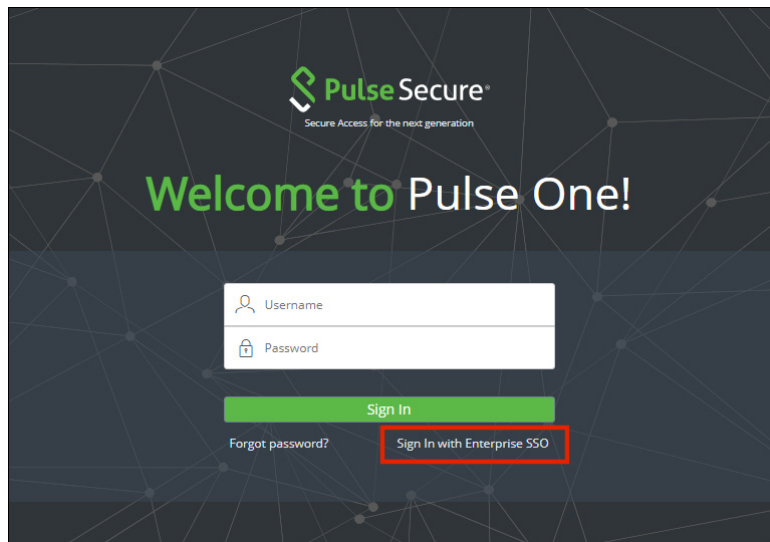 Pulse Secure®
Secure Access for the next generation
Welcome to Pulse One!
Username
Password
Sign In
Forgot password? Sign In with Enterprise SSO